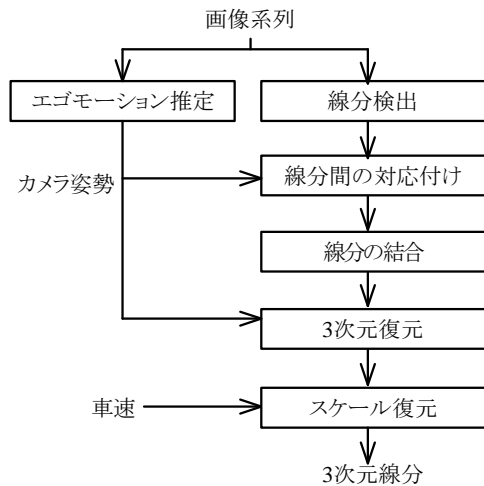 画像系列
エゴモーション推定
線分検出
カメラ姿勢
線分間の対応付け
線分の結合
3次元復元
車速
スケール復元
3次元線分